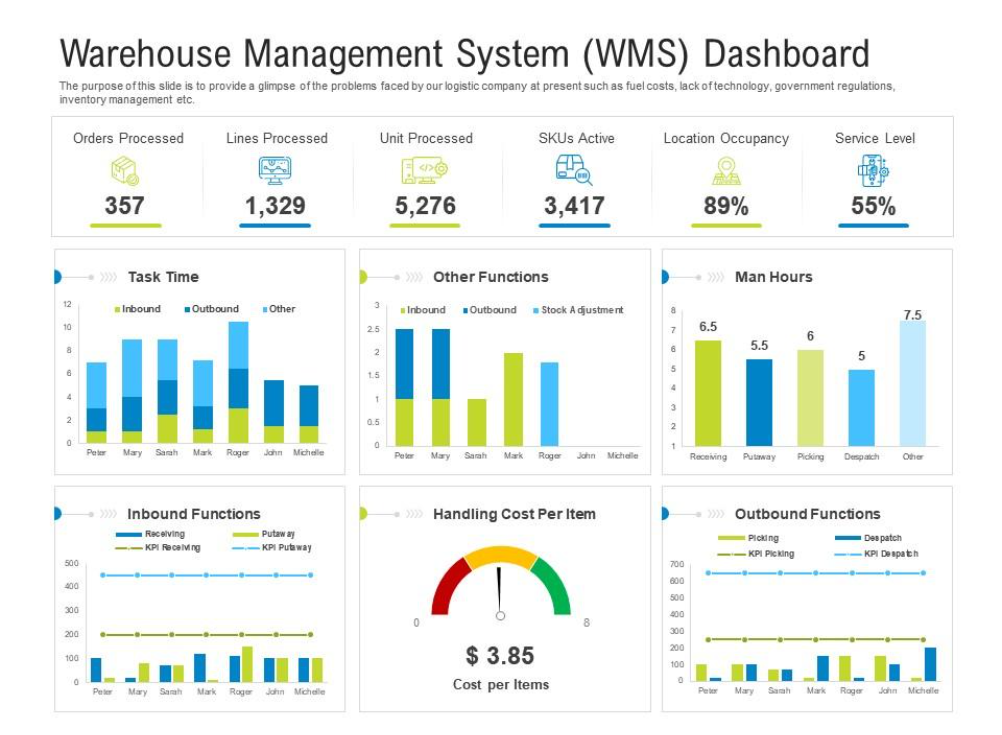 Warehouse Management System (WMS) Dashboard
The purpose of this slide is to provide a glimpse of the problems faced by our logistic company at present such as fuel costs, lack of technology, government regulations,
inventory management etc.
Orders Processed Lines Processed Unit Processed SKUs Active Location Occupancy Service Level
357 1,329 5,276 3,417 89% 55%
Task Time
Inbound Outbound Other
12
10
8
6
4
2
0
Peter Mary Sarah Mark Roger John Michelle
Other Functions
Inbound Outbound Stock Adjustment
3
2.5
2
1.5
1
0.5
0
Peter Mary Sarah Mark Roger John Michelle
Man Hours
8
7
6
5
4
3
2
1
6.5 5.5 6 5 7.5
Receiving Putaway Picking Despatch Other
Inbound Functions
Receiving Putaway
KPI Receiving KPI Putaway
500
400
300
200
100
0
Peter Mary Sarah Mark Roger John Michelle
Handling Cost Per Item
0 8
$ 3.85
Cost per Items
Outbound Functions
Picking Despatch
KPI Picking KPI Despatch
700
600
500
400
300
200
100
0
Peter Mary Sarah Mark Roger John Michelle